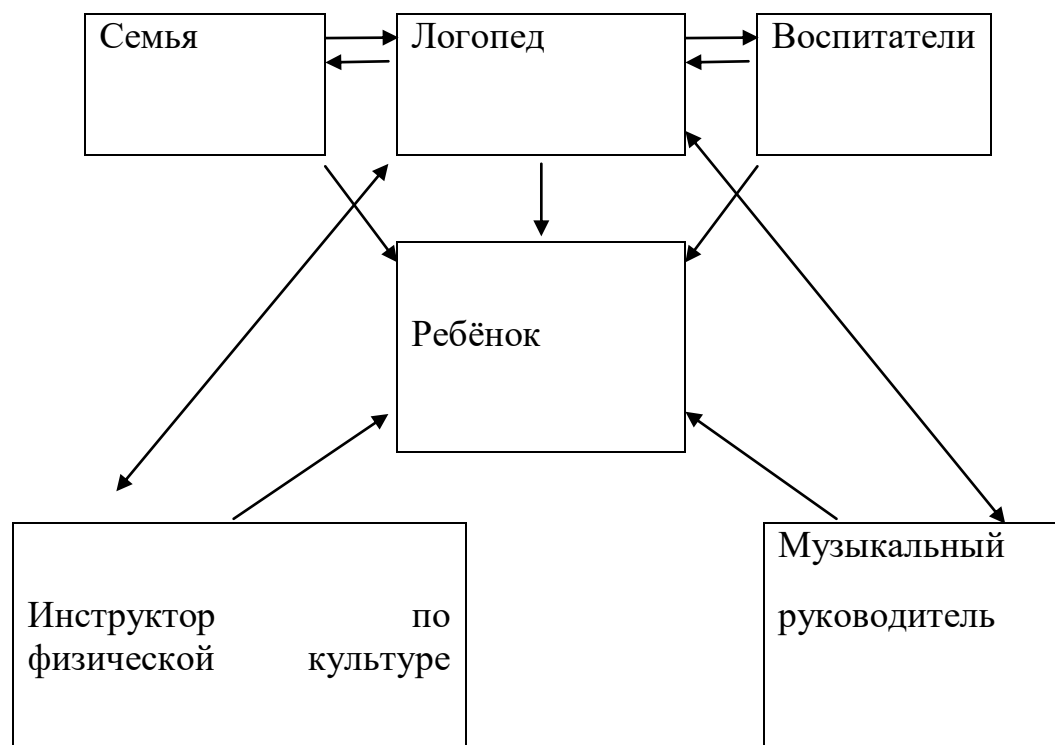 Семья
Логопед
Воспитатели
Ребёнок
Инструктор по
физической культуре
Музыкальный
руководитель